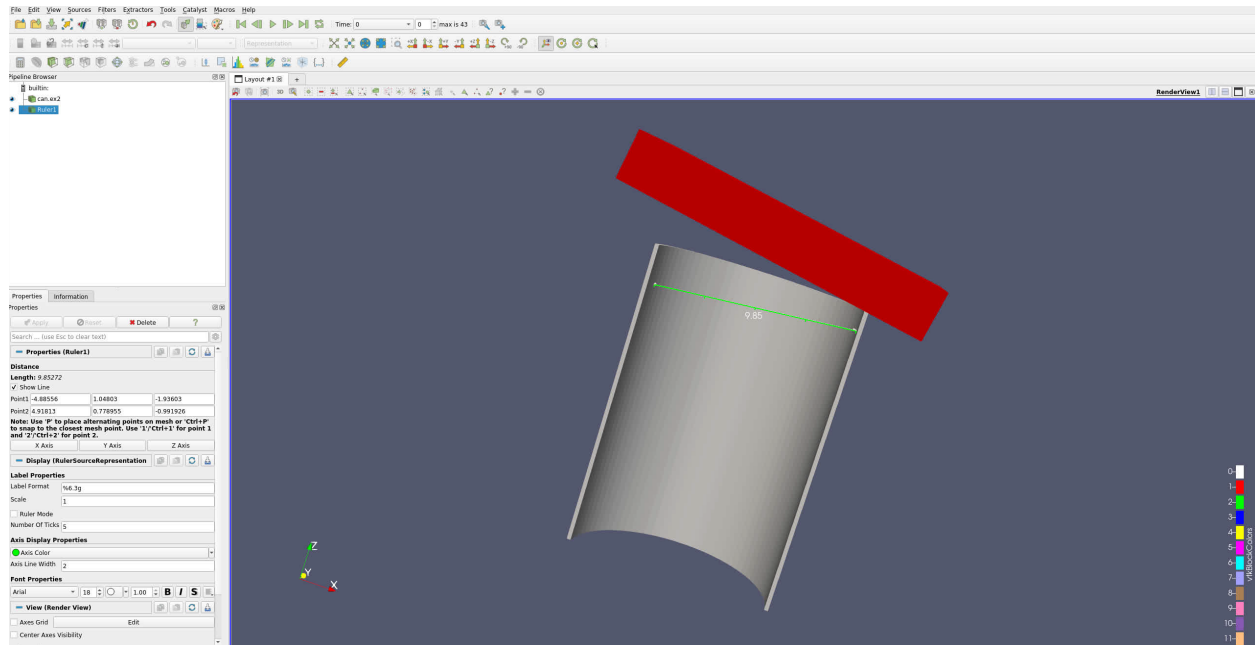 File Edit View Sources Filters Extractors Tools Catalyst Macros Help
Time: 0 0 max is 43
Representation
Pipeline Browser
builtin:
can.ex2
Ruler1
Layout #1 +
3D
RenderView1
Properties Information
Properties
Apply Reset Delete ?
Search ... (use Esc to clear text)
Properties (Ruler1)
Distance
Length: 9.85272
Show Line
Point1 -4.88556 1.04803 -1.93603
Point2 4.91813 0.778955 -0.991926
Note: Use 'P' to place alternating points on mesh or 'Ctrl+P'
to snap to the closest mesh point. Use '1'/'Ctrl+1' for point 1
and '2'/'Ctrl+2' for point 2.
X Axis Y Axis Z Axis
Display (RulerSourceRepresentation
Label Properties
Label Format %6.3g
Scale 1
Ruler Mode
Number Of Ticks 5
Axis Display Properties
Axis Color
Axis Line Width 2
Font Properties
Arial 18 1.00 B I S
View (Render View)
Axes Grid Edit
Center Axes Visibility
9.85
Z
Y
X
0
1
2
3
4
5
6
7
8
9
10
11
vtkBlockColors